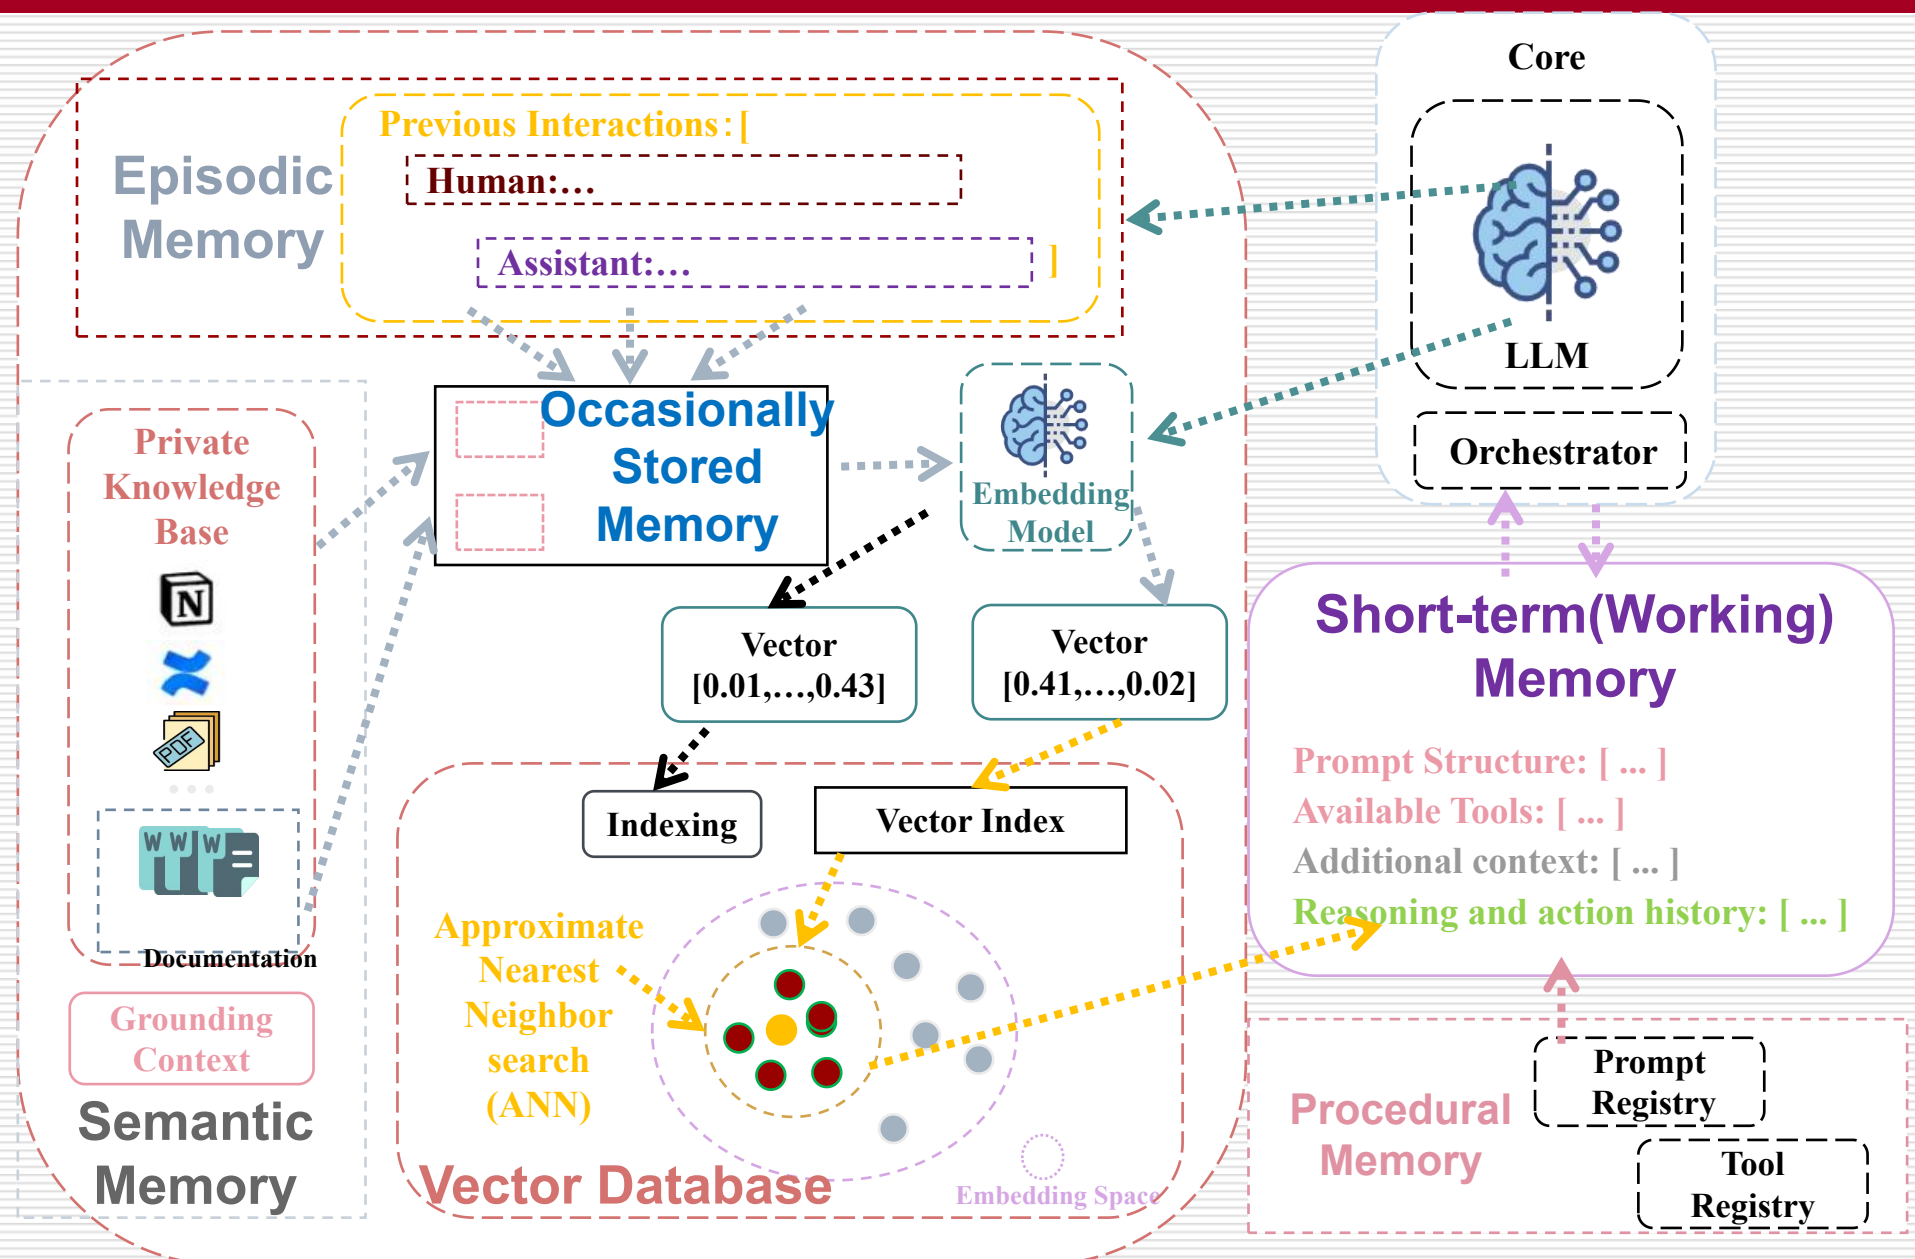 Core
Previous Interactions:[
Human:…
Assistant:…
]
Episodic
Memory
LLM
Orchestrator
Occasionally
Stored
Memory
Embedding
Model
Private
Knowledge
Base
N
PDF
W W W
Documentation
Grounding
Context
Semantic
Memory
Vector
[0.01,…,0.43]
Vector
[0.41,…,0.02]
Indexing
Vector Index
Approximate
Nearest
Neighbor
search
(ANN)
Vector Database
Embedding Space
Short-term(Working)
Memory
Prompt Structure: [ ... ]
Available Tools: [ ... ]
Additional context: [ ... ]
Reasoning and action history: [ ... ]
Procedural
Memory
Prompt
Registry
Tool
Registry